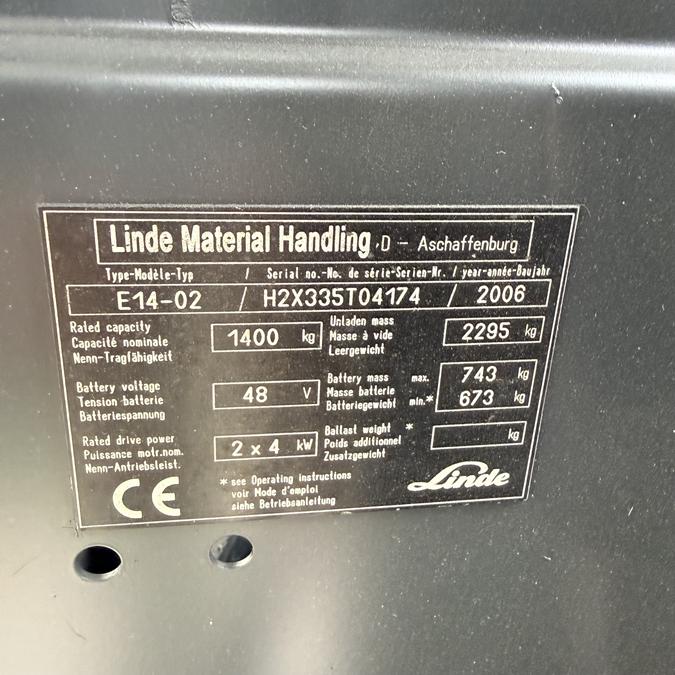 Linde Material Handling ,D - Aschaffenburg
Type-Modèle-Typ / Serial no.-No. de série-Serien-Nr. / year-année-Baujahr
E14-02 / H2X335T04174 / 2006
Rated capacity
Capacité nominale
Nenn-Tragfähigkeit
1400 kg
Unladen mass
Masse à vide
Leergewicht
2295 kg
Battery voltage
Tension batterie
Batteriespannung
48 V
Battery mass max.
Masse batterie
Batteriegewicht min.*
743 kg
673 kg
Rated drive power
Puissance motr.nom.
Nenn-Antriebsleist.
2 x 4 kW
Ballast weight *
Poids additionnel
Zusatzgewicht
kg
CE
* see Operating instructions
voir Mode d'emploi
siehe Betriebsanleitung
Linde